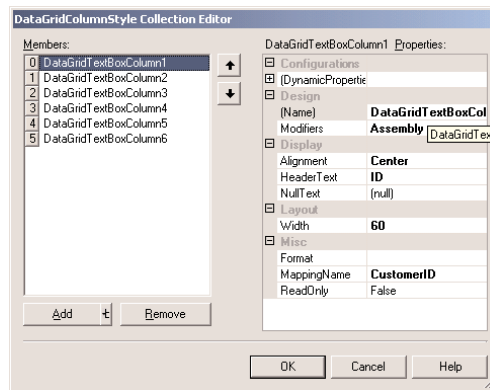 DataGridColumnStyle Collection Editor
Members:
0 DataGridTextBoxColumn1
1 DataGridTextBoxColumn2
2 DataGridTextBoxColumn3
3 DataGridTextBoxColumn4
4 DataGridTextBoxColumn5
5 DataGridTextBoxColumn6
Add
Remove
DataGridTextBoxColumn1 Properties:
Configurations
(DynamicPropertie
Design
(Name) DataGridTextBoxCol
Modifiers Assembly
DataGridTex
Display
Alignment Center
HeaderText ID
NullText (null)
Layout
Width 60
Misc
Format
MappingName CustomerID
ReadOnly False
OK Cancel Help